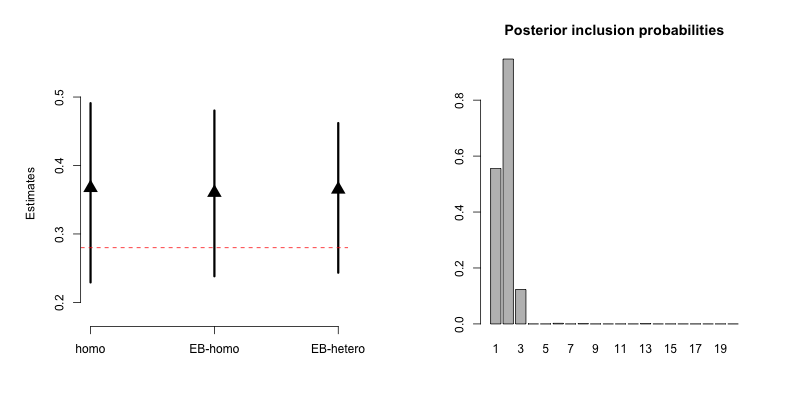 Estimates
0.5
0.4
0.3
0.2
homo EB-homo EB-hetero
Posterior inclusion probabilities
0.8
0.6
0.4
0.2
0.0
1 3 5 7 9 11 13 15 17 19